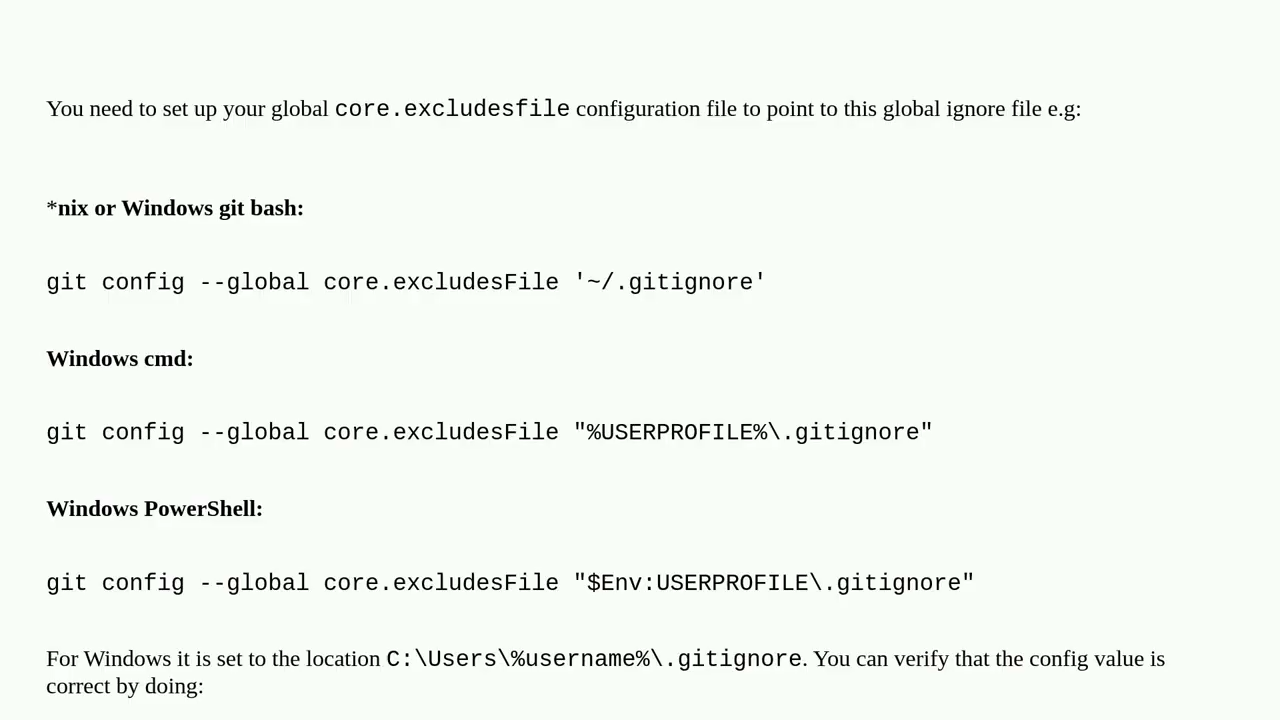 You need to set up your global core.excludesfile configuration file to point to this global ignore file e.g:
*nix or Windows git bash:
git config --global core.excludesFile '~/.gitignore'
Windows cmd:
git config --global core.excludesFile "%USERPROFILE%\.gitignore"
Windows PowerShell:
git config --global core.excludesFile "$Env:USERPROFILE\.gitignore"
For Windows it is set to the location C:\Users\%username%\.gitignore. You can verify that the config value is
correct by doing: